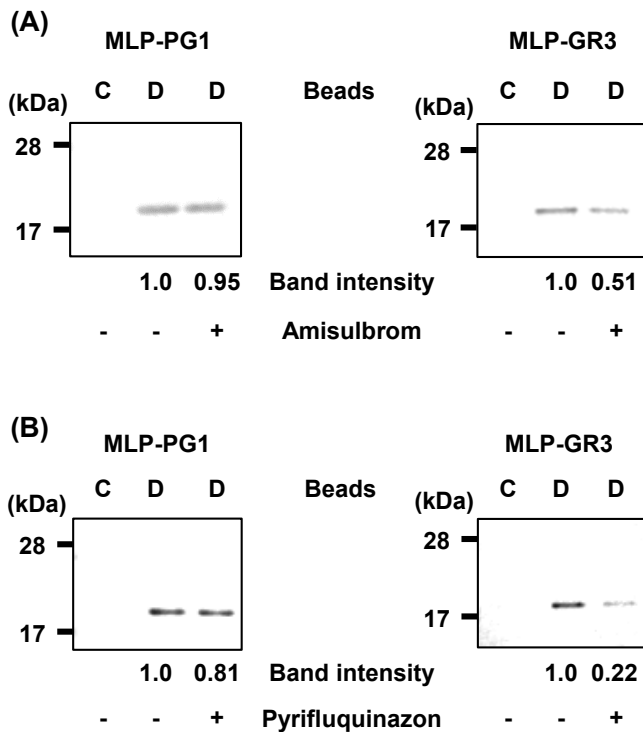 (A)
MLP-PG1 MLP-GR3
(kDa) C D D Beads (kDa) C D D
28 28
17 17
1.0 0.95 Band intensity 1.0 0.51
- - + Amisulbrom - - +
(B)
MLP-PG1 MLP-GR3
(kDa) C D D Beads (kDa) C D D
28 28
17 17
1.0 0.81 Band intensity 1.0 0.22
- - + Pyrifluquinazon - - +